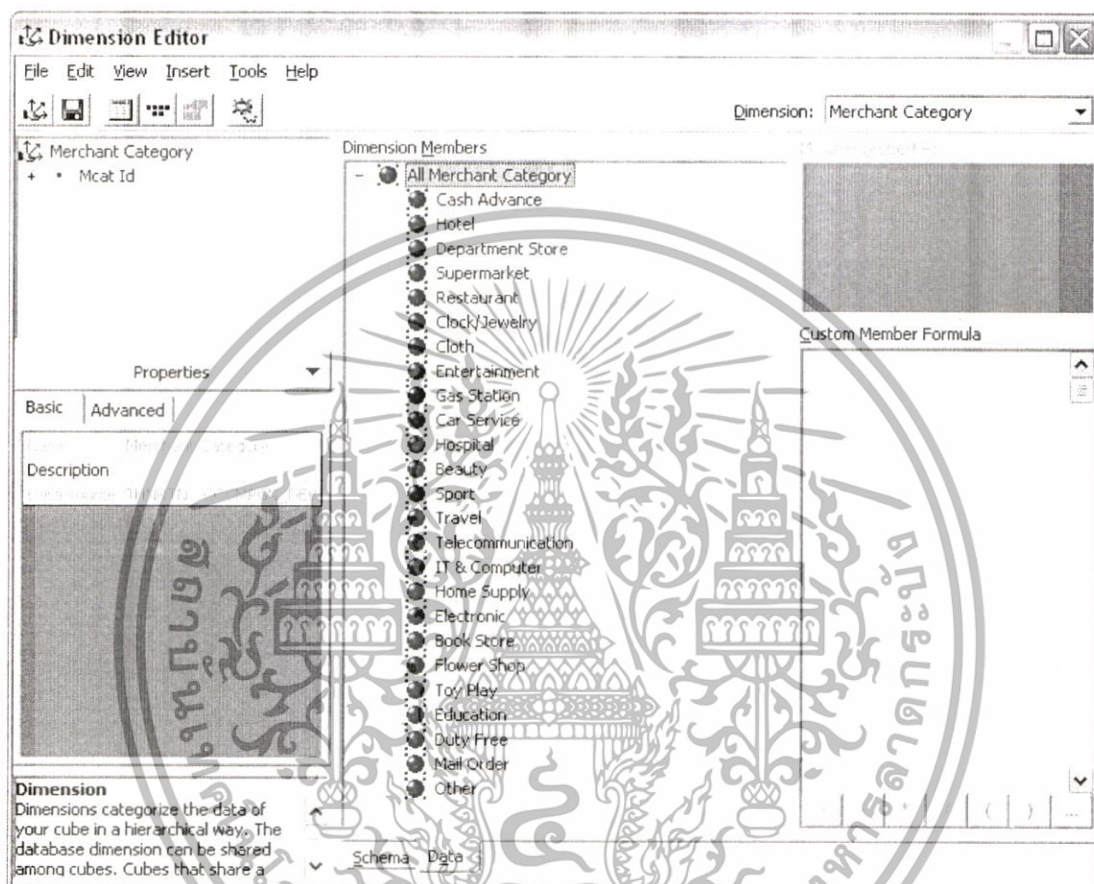 Dimension Editor
File Edit View Insert Tools Help
Dimension: Merchant Category
Merchant Category
+ • Mcat Id
Dimension Members
− All Merchant Category
Cash Advance
Hotel
Department Store
Supermarket
Restaurant
Clock/Jewelry
Cloth
Entertainment
Gas Station
Car Service
Hospital
Beauty
Sport
Travel
Telecommunication
IT & Computer
Home Supply
Electronic
Book Store
Flower Shop
Toy Play
Education
Duty Free
Mail Order
Other
Custom Member Formula
Properties
Basic Advanced
Description
Dimension
Dimensions categorize the data of
your cube in a hierarchical way. The
database dimension can be shared
among cubes. Cubes that share a
Schema Data